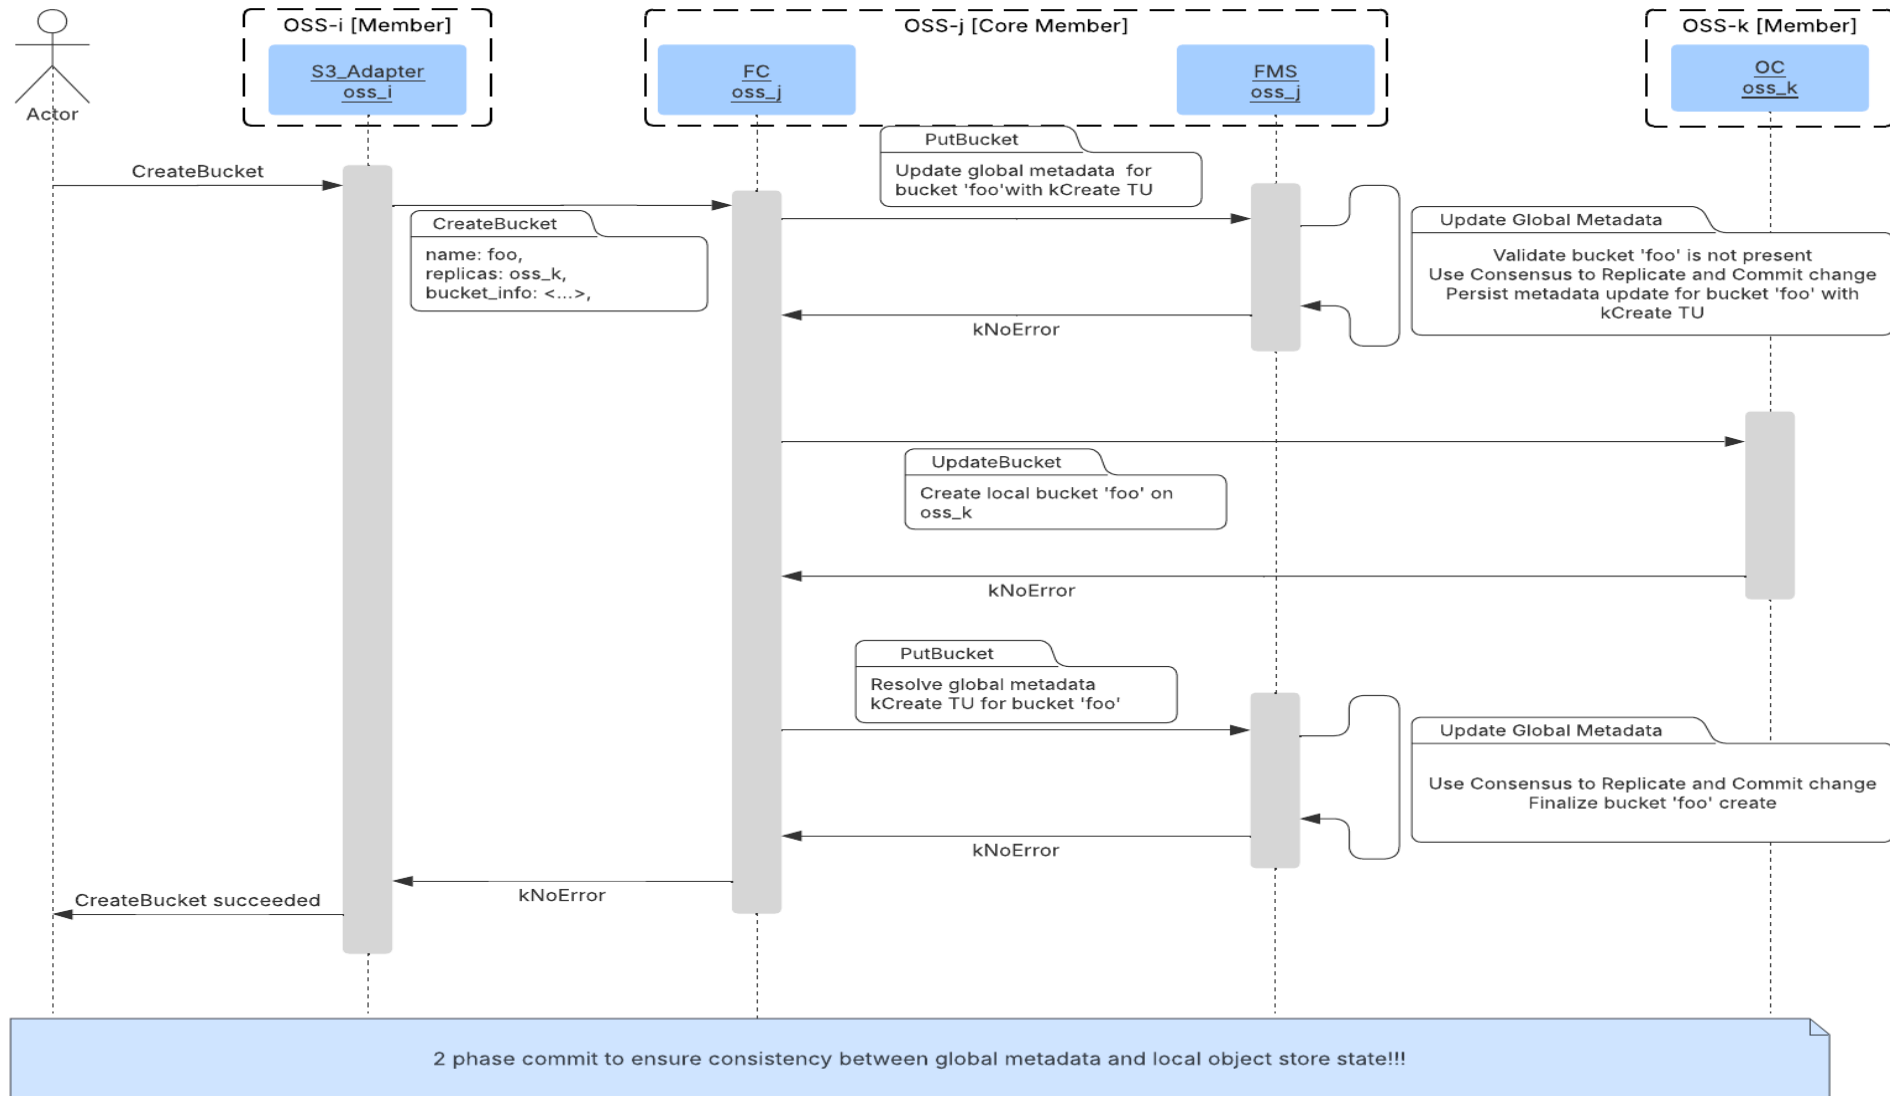 OSS-i [Member]
OSS-j [Core Member]
OSS-k [Member]
S3_Adapter
oss_i
FC
oss_j
FMS
oss_j
OC
oss_k
Actor
PutBucket
Update global metadata  for
bucket 'foo'with kCreate TU
CreateBucket
CreateBucket
name: foo,
replicas: oss_k,
bucket_info: <...>,
Update Global Metadata
Validate bucket 'foo' is not present
Use Consensus to Replicate and Commit change
Persist metadata update for bucket 'foo' with
kCreate TU
kNoError
UpdateBucket
Create local bucket 'foo' on
oss_k
kNoError
PutBucket
Resolve global metadata
kCreate TU for bucket 'foo'
Update Global Metadata
Use Consensus to Replicate and Commit change
Finalize bucket 'foo' create
kNoError
kNoError
CreateBucket succeeded
2 phase commit to ensure consistency between global metadata and local object store state!!!